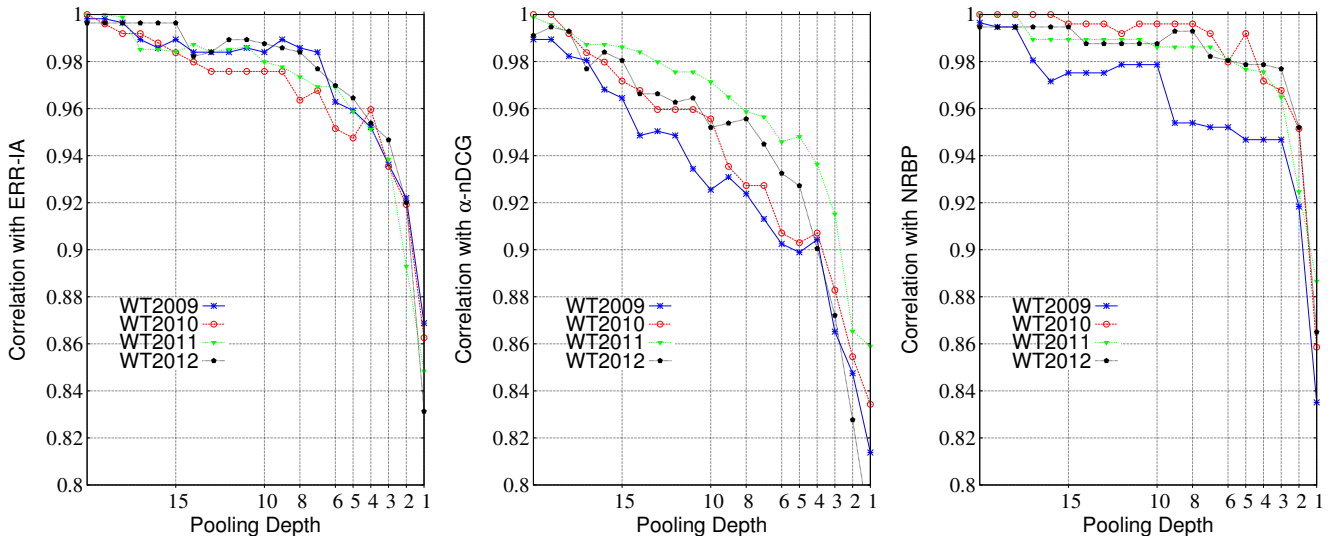 Correlation with ERR-IA
1
0.98
0.96
0.94
0.92
0.9
0.88
0.86
0.84
0.82
0.8
WT2009
WT2010
WT2011
WT2012
15 10 8 6 5 4 3 2 1
Pooling Depth
Correlation with α-nDCG
1
0.98
0.96
0.94
0.92
0.9
0.88
0.86
0.84
0.82
0.8
WT2009
WT2010
WT2011
WT2012
15 10 8 6 5 4 3 2 1
Pooling Depth
Correlation with NRBP
1
0.98
0.96
0.94
0.92
0.9
0.88
0.86
0.84
0.82
0.8
WT2009
WT2010
WT2011
WT2012
15 10 8 6 5 4 3 2 1
Pooling Depth